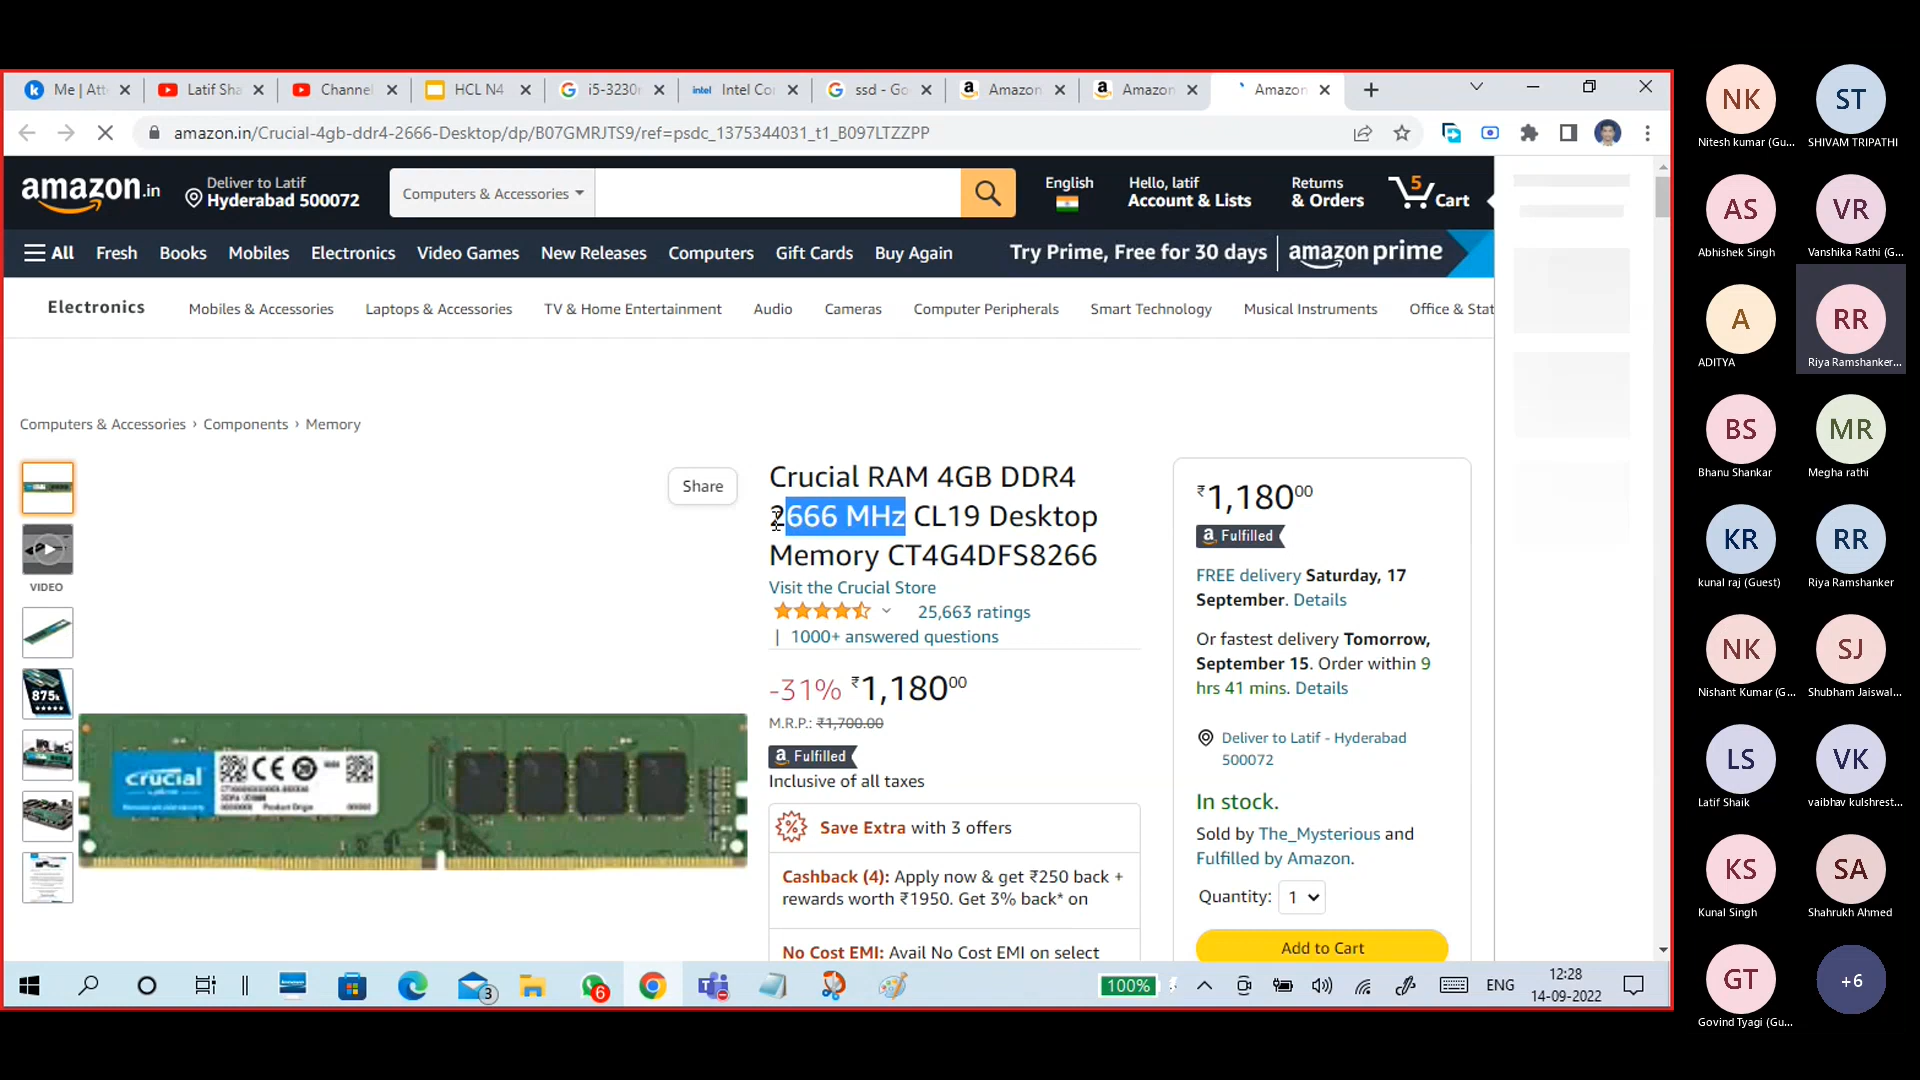 Me | Att
Latif Sha
Channel
HCL N4
i5-3230
intel Intel Co
ssd - Go
Amazon
Amazon
Amazon
amazon.in/Crucial-4gb-ddr4-2666-Desktop/dp/B07GMRJTS9/ref=psdc_1375344031_t1_B097LTZZPP
amazon.in
Deliver to Latif
Hyderabad 500072
Computers & Accessories
English
Hello, latif
Account & Lists
Returns
& Orders
5
Cart
All Fresh Books Mobiles Electronics Video Games New Releases Computers Gift Cards Buy Again
Try Prime, Free for 30 days
amazon prime
Electronics Mobiles & Accessories Laptops & Accessories TV & Home Entertainment Audio Cameras Computer Peripherals Smart Technology Musical Instruments Office & Stat
Computers & Accessories › Components › Memory
VIDEO
875k
Share
crucial
CE
Crucial RAM 4GB DDR4
2666 MHz CL19 Desktop
Memory CT4G4DFS8266
Visit the Crucial Store
25,663 ratings
| 1000+ answered questions
-31% ₹1,18000
M.R.P.: ₹1,700.00
a Fulfilled
Inclusive of all taxes
Save Extra with 3 offers
Cashback (4): Apply now & get ₹250 back +
rewards worth ₹1950. Get 3% back* on
No Cost EMI: Avail No Cost EMI on select
₹1,18000
a Fulfilled
FREE delivery Saturday, 17
September. Details
Or fastest delivery Tomorrow,
September 15. Order within 9
hrs 41 mins. Details
Deliver to Latif - Hyderabad
500072
In stock.
Sold by The_Mysterious and
Fulfilled by Amazon.
Quantity: 1
Add to Cart
3
6
100%
ENG
12:28
14-09-2022
NK
Nitesh kumar (Gu...
ST
SHIVAM TRIPATHI
AS
Abhishek Singh
VR
Vanshika Rathi (G...
A
ADITYA
RR
Riya Ramshanker...
BS
Bhanu Shankar
MR
Megha rathi
KR
kunal raj (Guest)
RR
Riya Ramshanker
NK
Nishant Kumar (G...
SJ
Shubham Jaiswal...
LS
Latif Shaik
VK
vaibhav kulshrest...
KS
Kunal Singh
SA
Shahrukh Ahmed
GT
Govind Tyagi (Gu...
+6